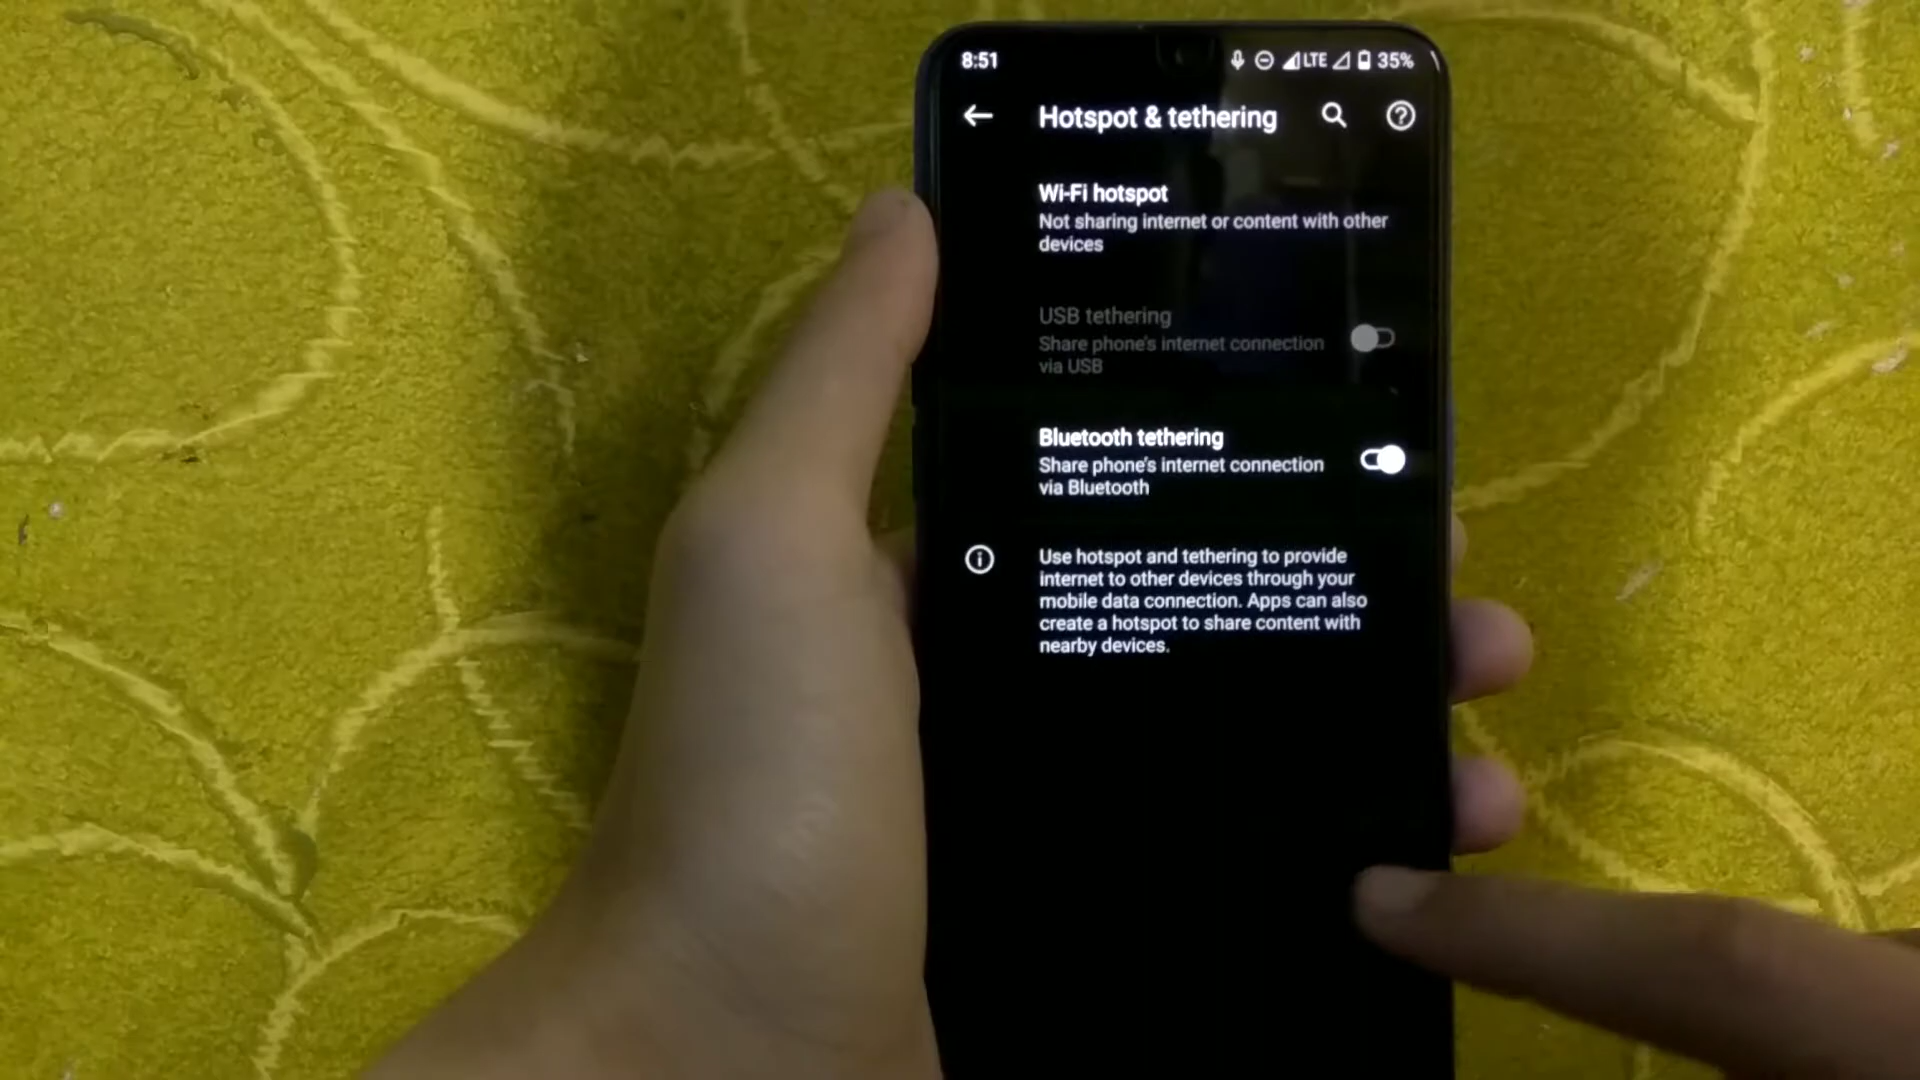 8:51 LTE 35%
Hotspot & tethering
Wi-Fi hotspot
Not sharing internet or content with other
devices
USB tethering
Share phone's internet connection
via USB
Bluetooth tethering
Share phone's internet connection
via Bluetooth
Use hotspot and tethering to provide
internet to other devices through your
mobile data connection. Apps can also
create a hotspot to share content with
nearby devices.